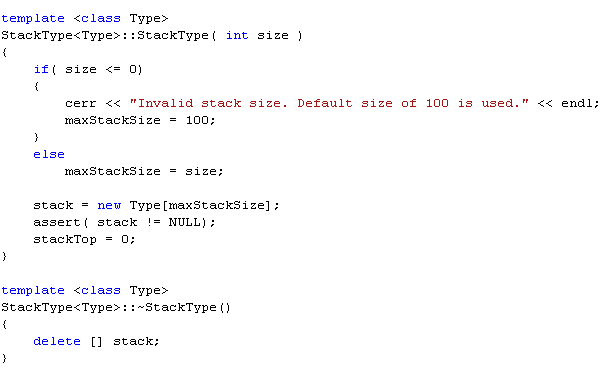 template <class Type>
StackType<Type>::StackType( int size )
{
    if( size <= 0)
    {
        cerr << "Invalid stack size. Default size of 100 is used." << endl;
        maxStackSize = 100;
    }
    else
        maxStackSize = size;

    stack = new Type[maxStackSize];
    assert( stack != NULL);
    stackTop = 0;
}

template <class Type>
StackType<Type>::~StackType()
{
    delete [] stack;
}